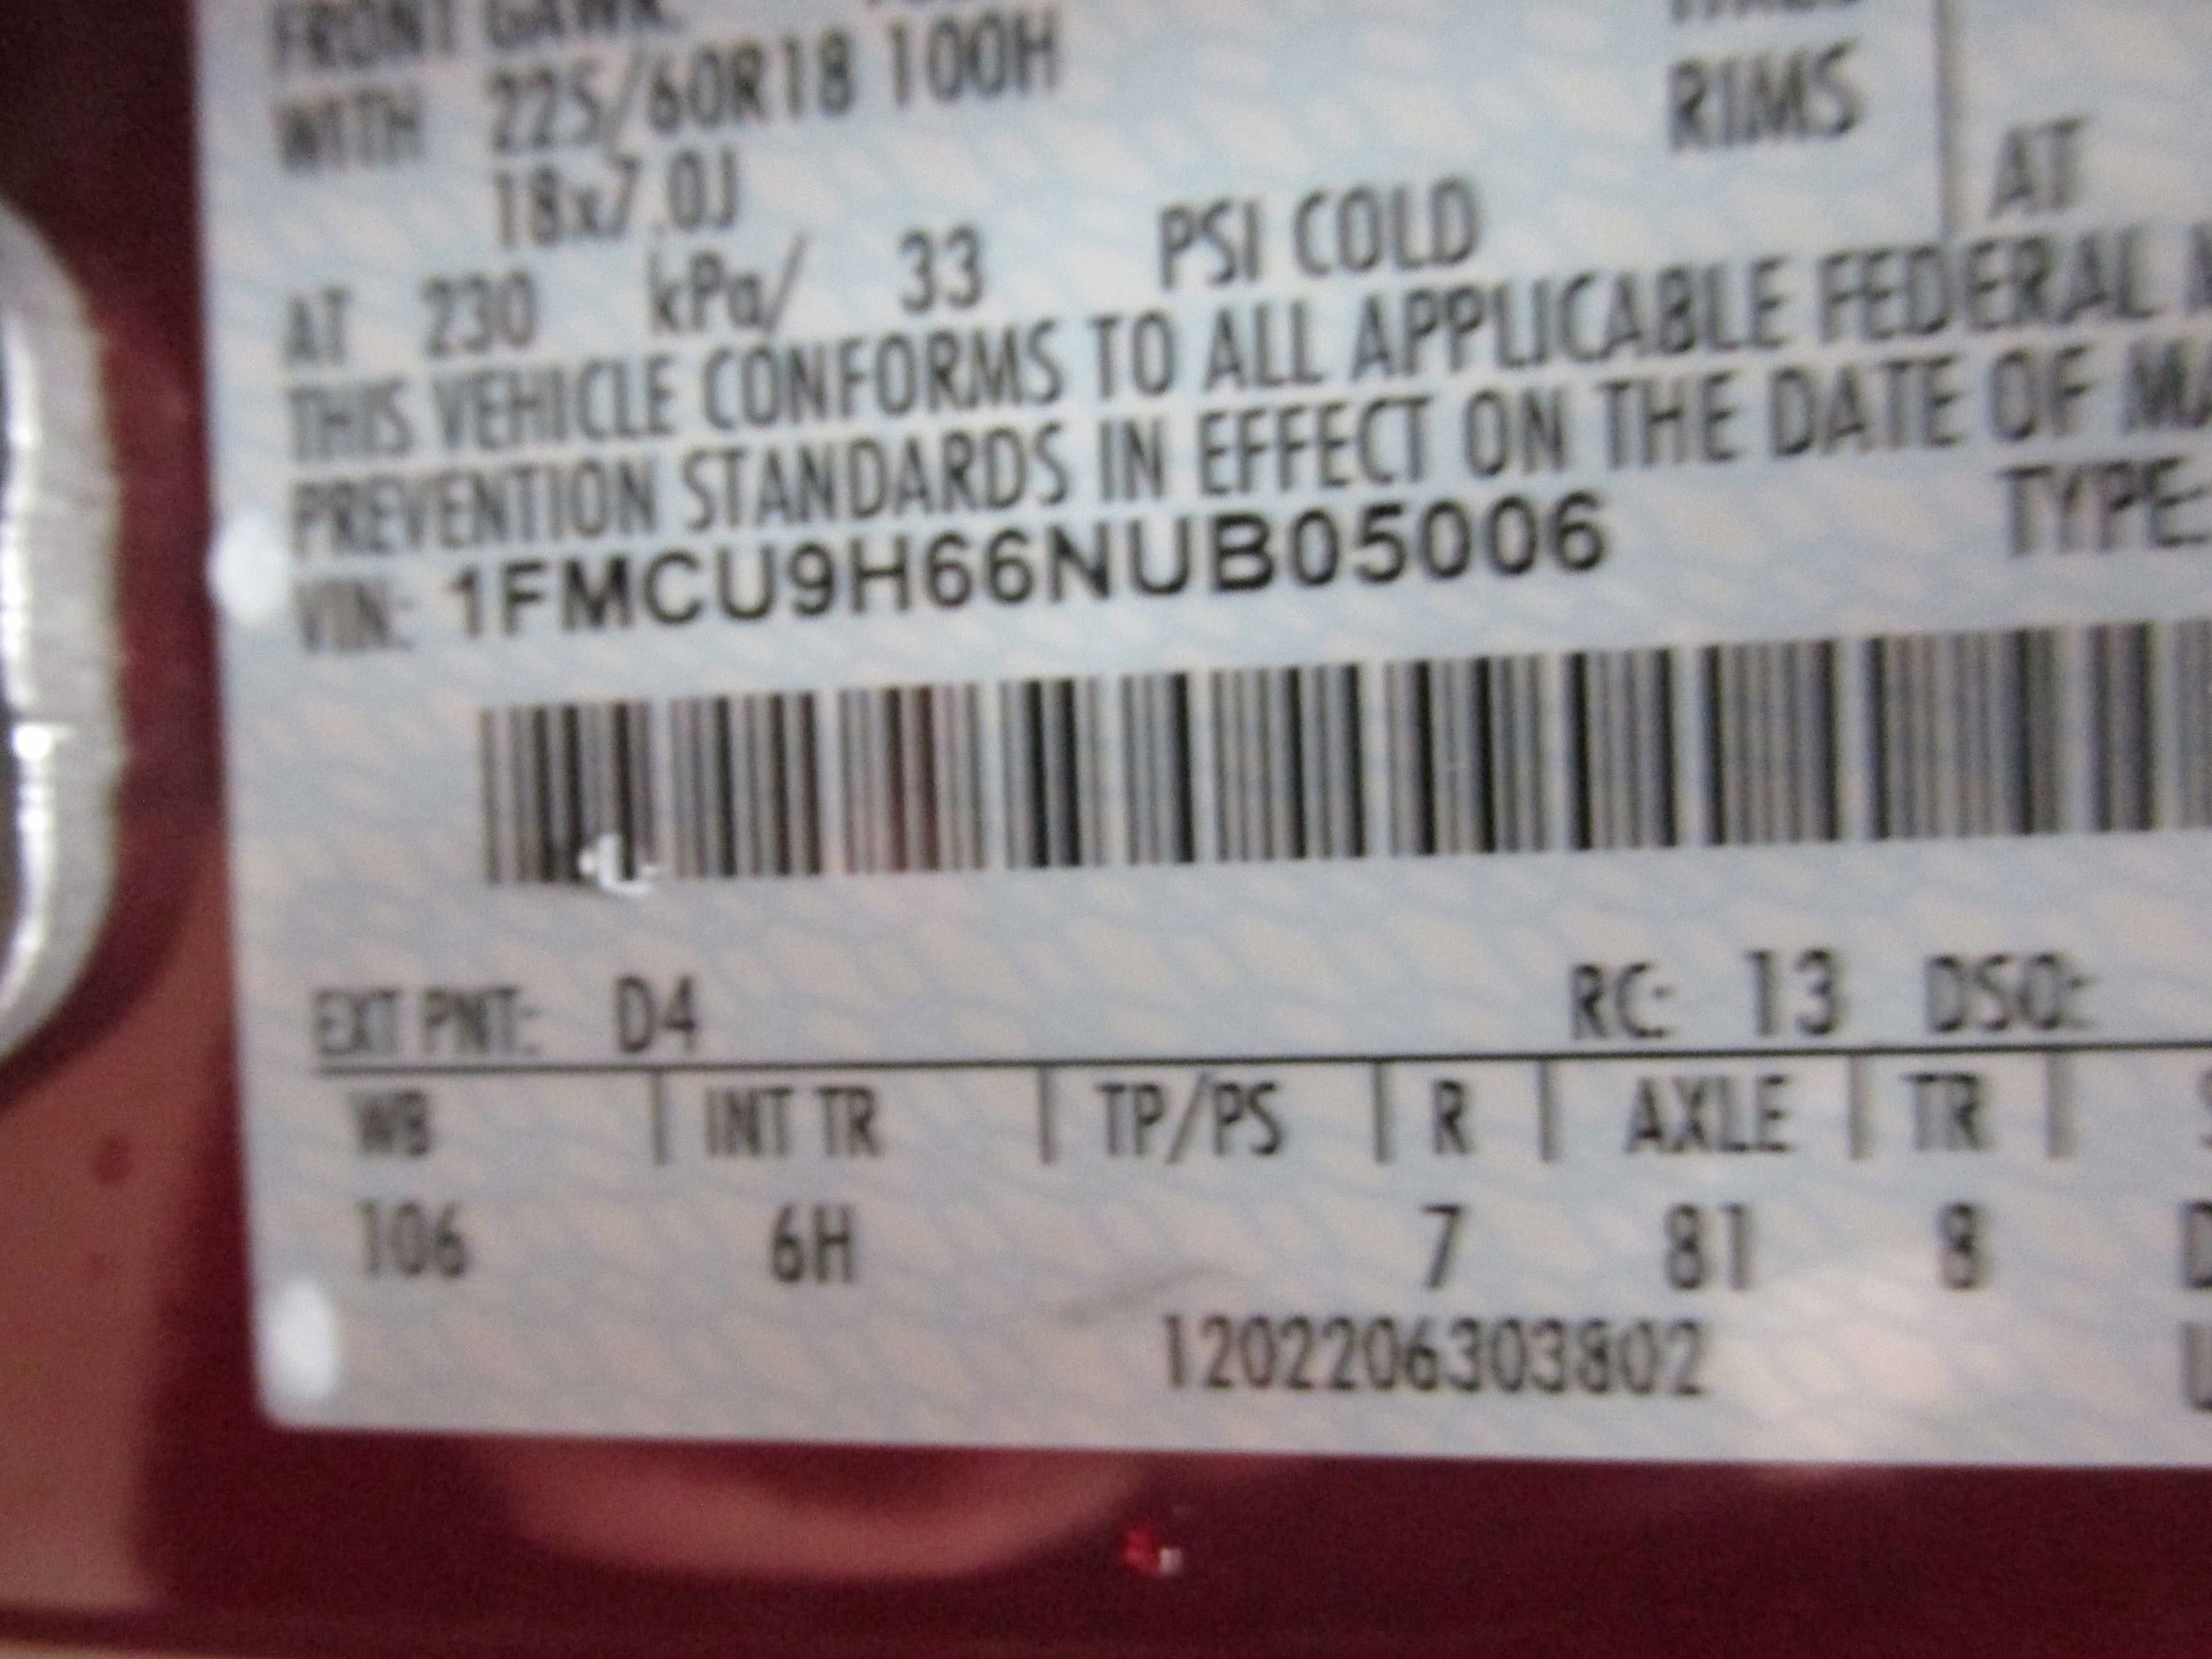 FRONT GAWR:
WITH 225/60R18 100H
RIMS
18x7.0J
AT
AT 230 kPa/ 33 PSI COLD
THIS VEHICLE CONFORMS TO ALL APPLICABLE FEDERAL
PREVENTION STANDARDS IN EFFECT ON THE DATE OF MA
VIN: 1FMCU9H66NUB05006 TYPE:
EXT PNT: D4 RC: 13 DSO:
WB | INT TR | TP/PS | R | AXLE | TR |
106 6H 7 81 8 D
1202206303802